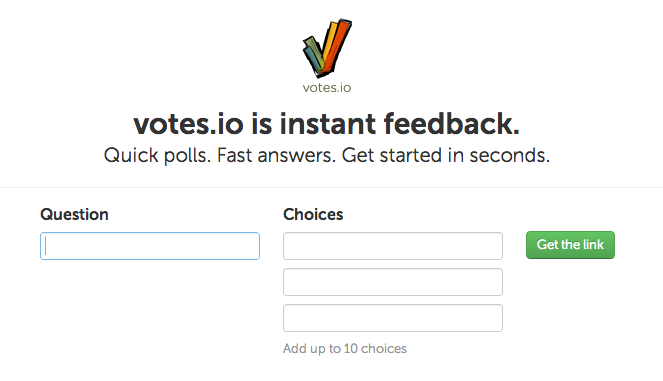 votes.io
votes.io is instant feedback.
Quick polls. Fast answers. Get started in seconds.
Question
Choices
Get the link
Add up to 10 choices